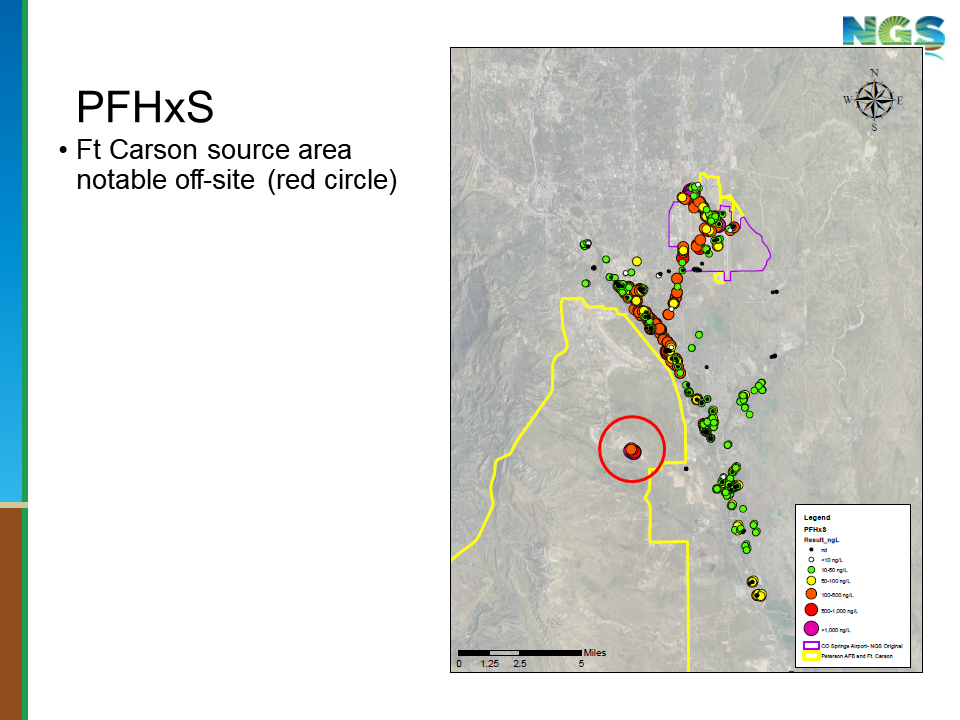 NGS
PFHxS
• Ft Carson source area
notable off-site (red circle)
N
W
E
S
Legend
PFHxS
Result_ngL
nd
<10 ng/L
10-50 ng/L
50-100 ng/L
100-500 ng/L
500-1,000 ng/L
>1,000 ng/L
CO Springs Airport- NGS Original
Peterson AFB and Ft. Carson
Miles
0 1.25 2.5 5